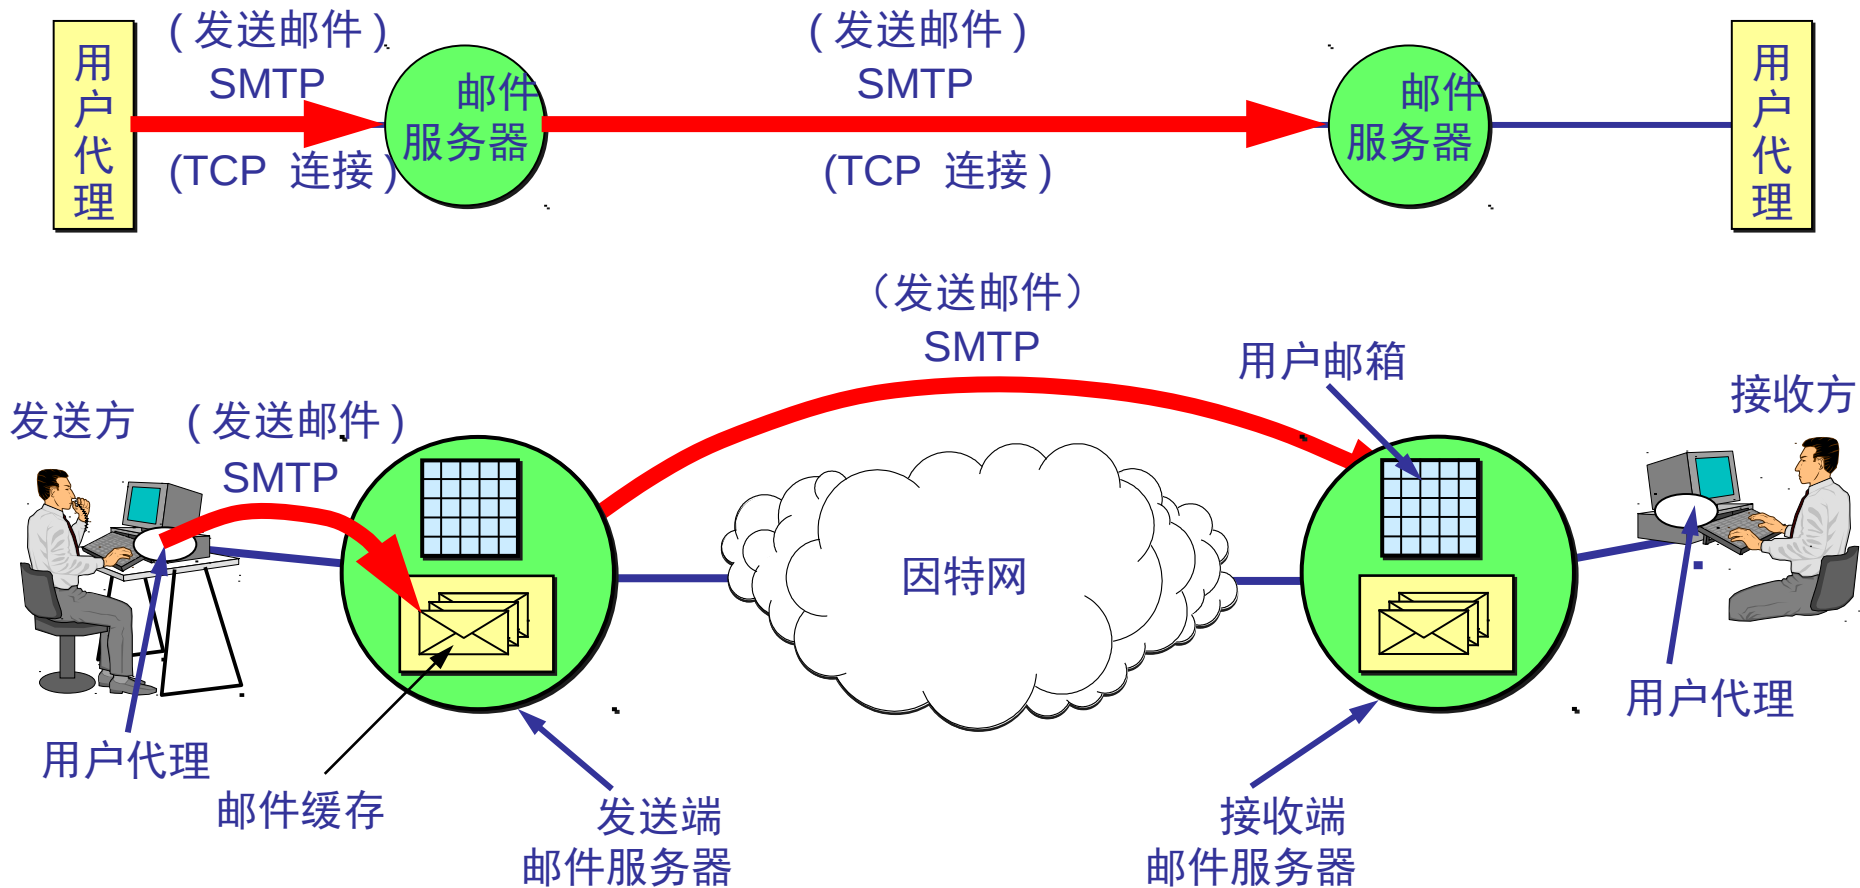 用户代理
(发送邮件)
SMTP
(TCP 连接)
邮件
服务器
(发送邮件)
SMTP
(TCP 连接)
邮件
服务器
用户代理
（发送邮件）
SMTP
用户邮箱
发送方
(发送邮件)
SMTP
接收方
因特网
用户代理
邮件缓存
发送端
邮件服务器
接收端
邮件服务器
用户代理